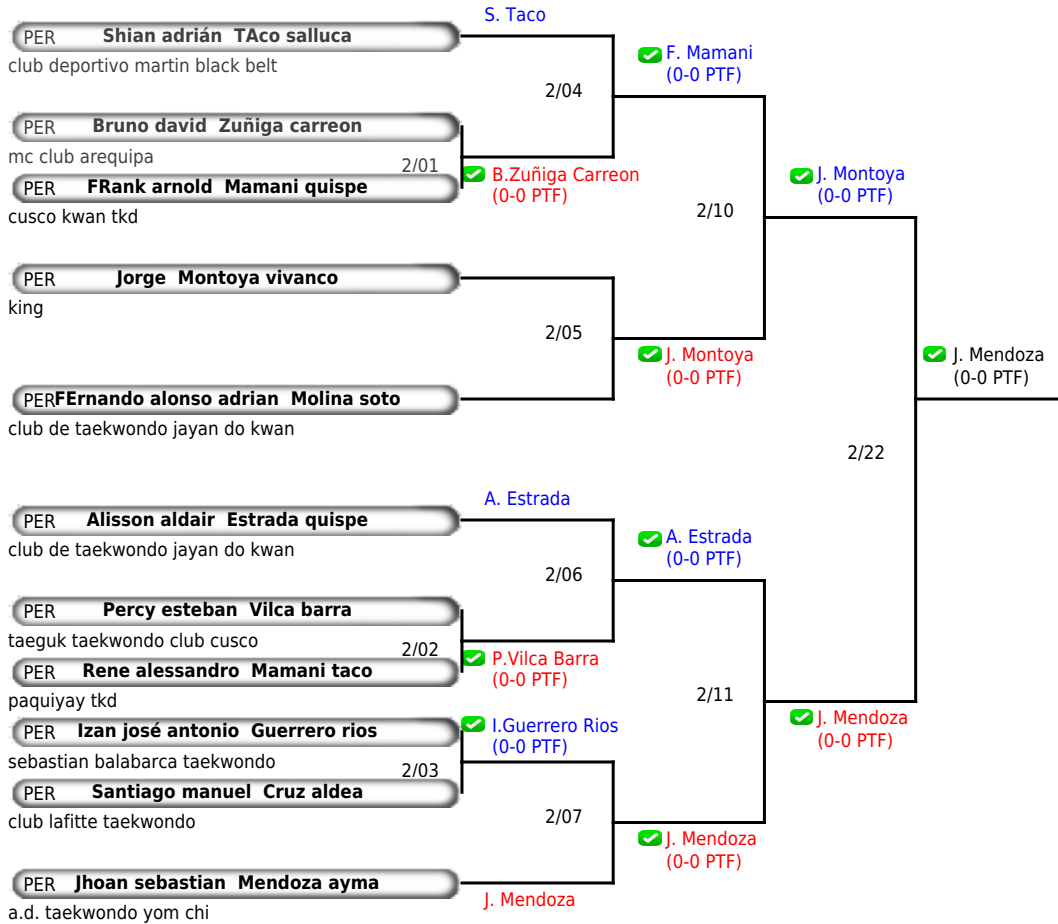 S. Taco
PER Shian adrián TAco salluca
club deportivo martin black belt
F. Mamani
(0-0 PTF)
2/04
PER Bruno david Zuñiga carreon
mc club arequipa
2/01
B.Zuñiga Carreon
(0-0 PTF)
PER FRank arnold Mamani quispe
cusco kwan tkd
J. Montoya
(0-0 PTF)
2/10
PER Jorge Montoya vivanco
king
2/05
J. Montoya
(0-0 PTF)
J. Mendoza
(0-0 PTF)
PER FErnando alonso adrian Molina soto
club de taekwondo jayan do kwan
2/22
A. Estrada
PER Alisson aldair Estrada quispe
club de taekwondo jayan do kwan
A. Estrada
(0-0 PTF)
2/06
PER Percy esteban Vilca barra
taeguk taekwondo club cusco
2/02
P.Vilca Barra
(0-0 PTF)
PER Rene alessandro Mamani taco
paquiyay tkd
2/11
PER Izan josé antonio Guerrero rios
sebastian balabarca taekwondo
I.Guerrero Rios
(0-0 PTF)
J. Mendoza
(0-0 PTF)
2/03
PER Santiago manuel Cruz aldea
club lafitte taekwondo
2/07
J. Mendoza
(0-0 PTF)
PER Jhoan sebastian Mendoza ayma
a.d. taekwondo yom chi
J. Mendoza